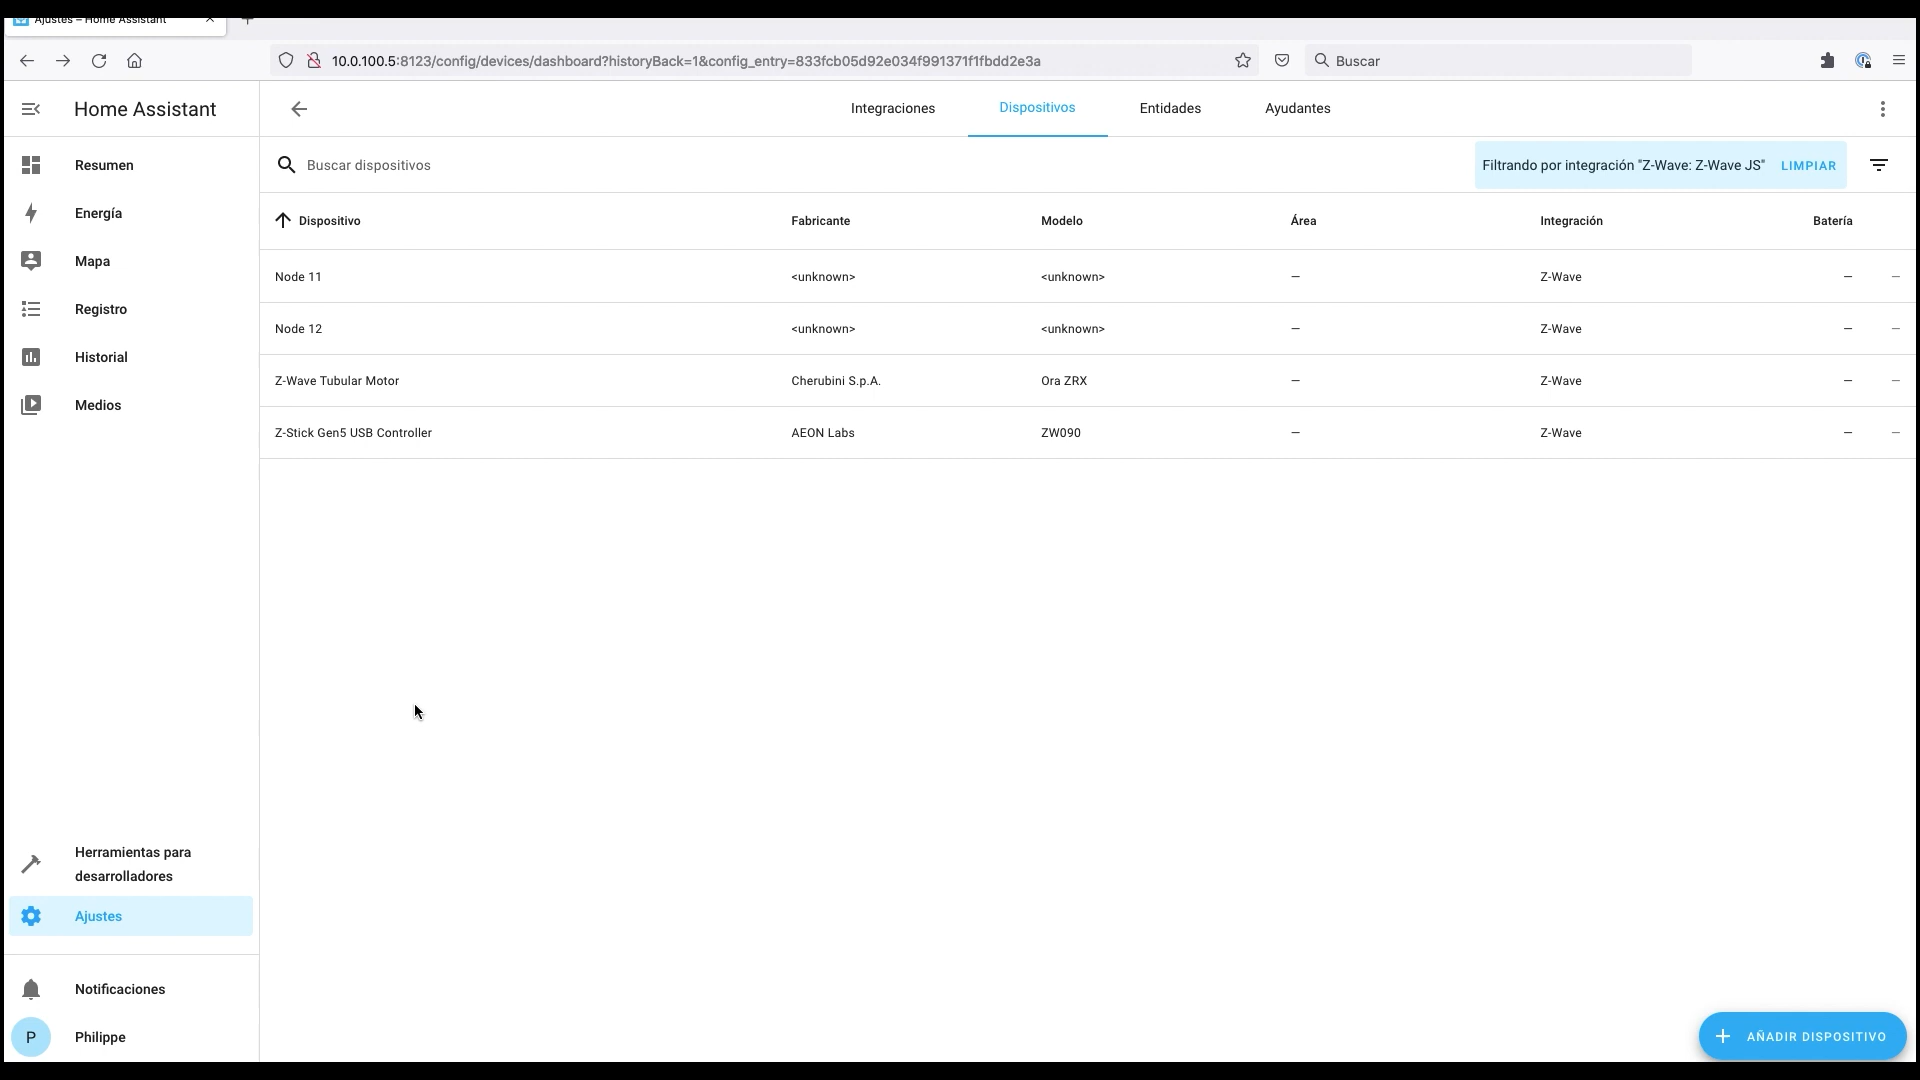 Ajustes – Home Assistant
10.0.100.5:8123/config/devices/dashboard?historyBack=1&config_entry=833fcb05d92e034f991371f1fbdd2e3a
Buscar
Home Assistant
Integraciones
Dispositivos
Entidades
Ayudantes
Resumen
Energía
Mapa
Registro
Historial
Medios
Herramientas para
desarrolladores
Ajustes
Notificaciones
P
Philippe
Buscar dispositivos
Filtrando por integración "Z-Wave: Z-Wave JS" LIMPIAR
Dispositivo Fabricante Modelo Área Integración Batería
Node 11 <unknown> <unknown> — Z-Wave — —
Node 12 <unknown> <unknown> — Z-Wave — —
Z-Wave Tubular Motor Cherubini S.p.A. Ora ZRX — Z-Wave — —
Z-Stick Gen5 USB Controller AEON Labs ZW090 — Z-Wave — —
AÑADIR DISPOSITIVO